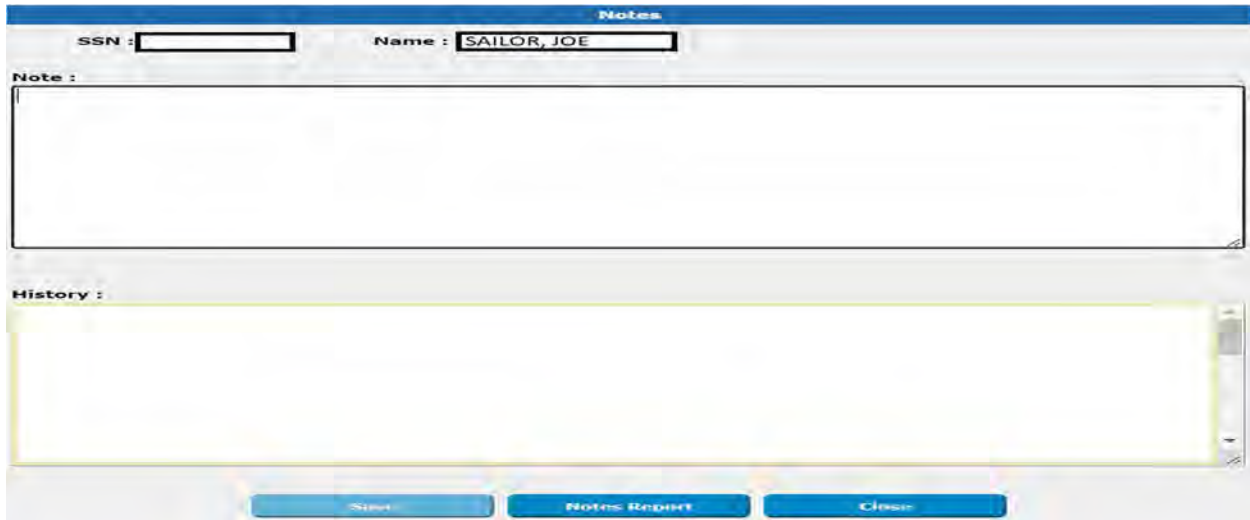 Notes
SSN : Name : SAILOR, JOE
Note :
History :
Save Notes Report Close